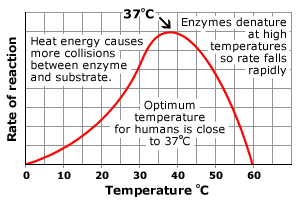 37°C
Heat energy causes
more collisions
between enzyme
and substrate.
Enzymes denature
at high
temperatures
so rate falls
rapidly
Optimum
temperature
for humans is close
to 37°C
Rate of reaction
0 10 20 30 40 50 60
Temperature °C